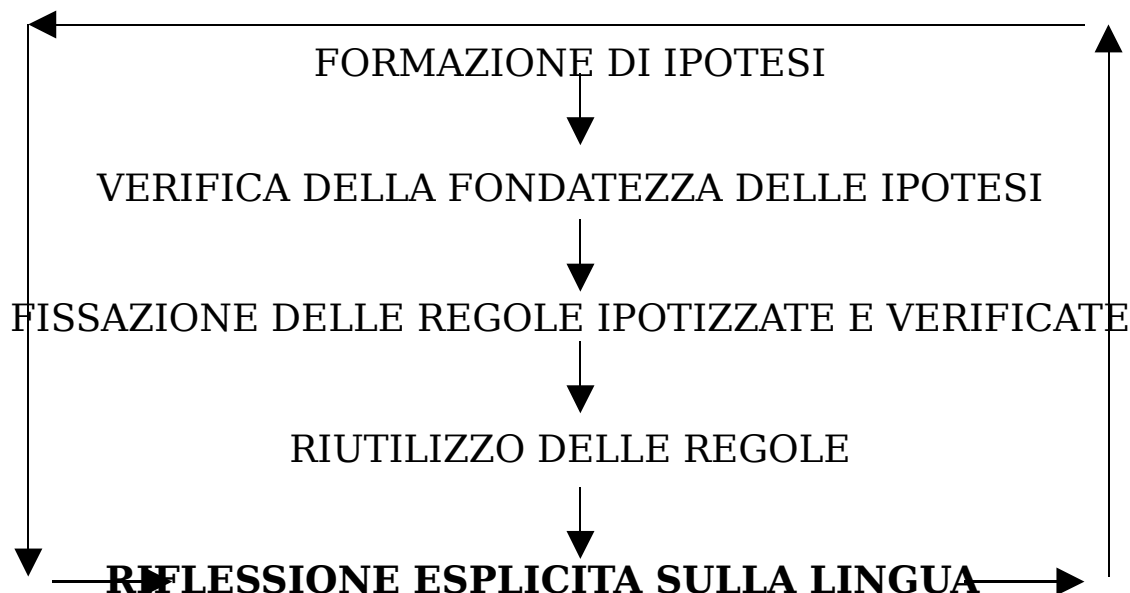 FORMAZIONE DI IPOTESI
VERIFICA DELLA FONDATEZZA DELLE IPOTESI
FISSAZIONE DELLE REGOLE IPOTIZZATE E VERIFICATE
RIUTILIZZO DELLE REGOLE
RIFLESSIONE ESPLICITA SULLA LINGUA